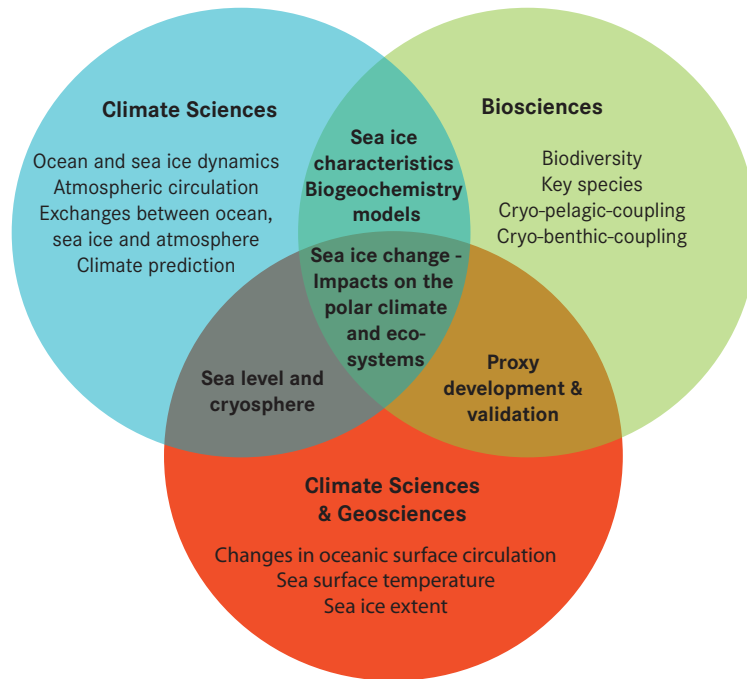 Climate Sciences
Ocean and sea ice dynamics
Atmospheric circulation
Exchanges between ocean,
sea ice and atmosphere
Climate prediction
Sea ice
characteristics
Biogeochemistry
models
Biosciences
Biodiversity
Key species
Cryo-pelagic-coupling
Cryo-benthic-coupling
Sea ice change -
Impacts on the
polar climate
and eco-
systems
Sea level and
cryosphere
Proxy
development &
validation
Climate Sciences
& Geosciences
Changes in oceanic surface circulation
Sea surface temperature
Sea ice extent